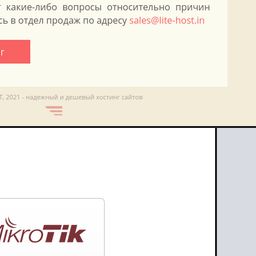 какие-либо вопросы относительно причин
сь в отдел продаж по адресу sales@lite-host.in
г
T, 2021 - надежный и дешевый хостинг сайтов
MikroTik